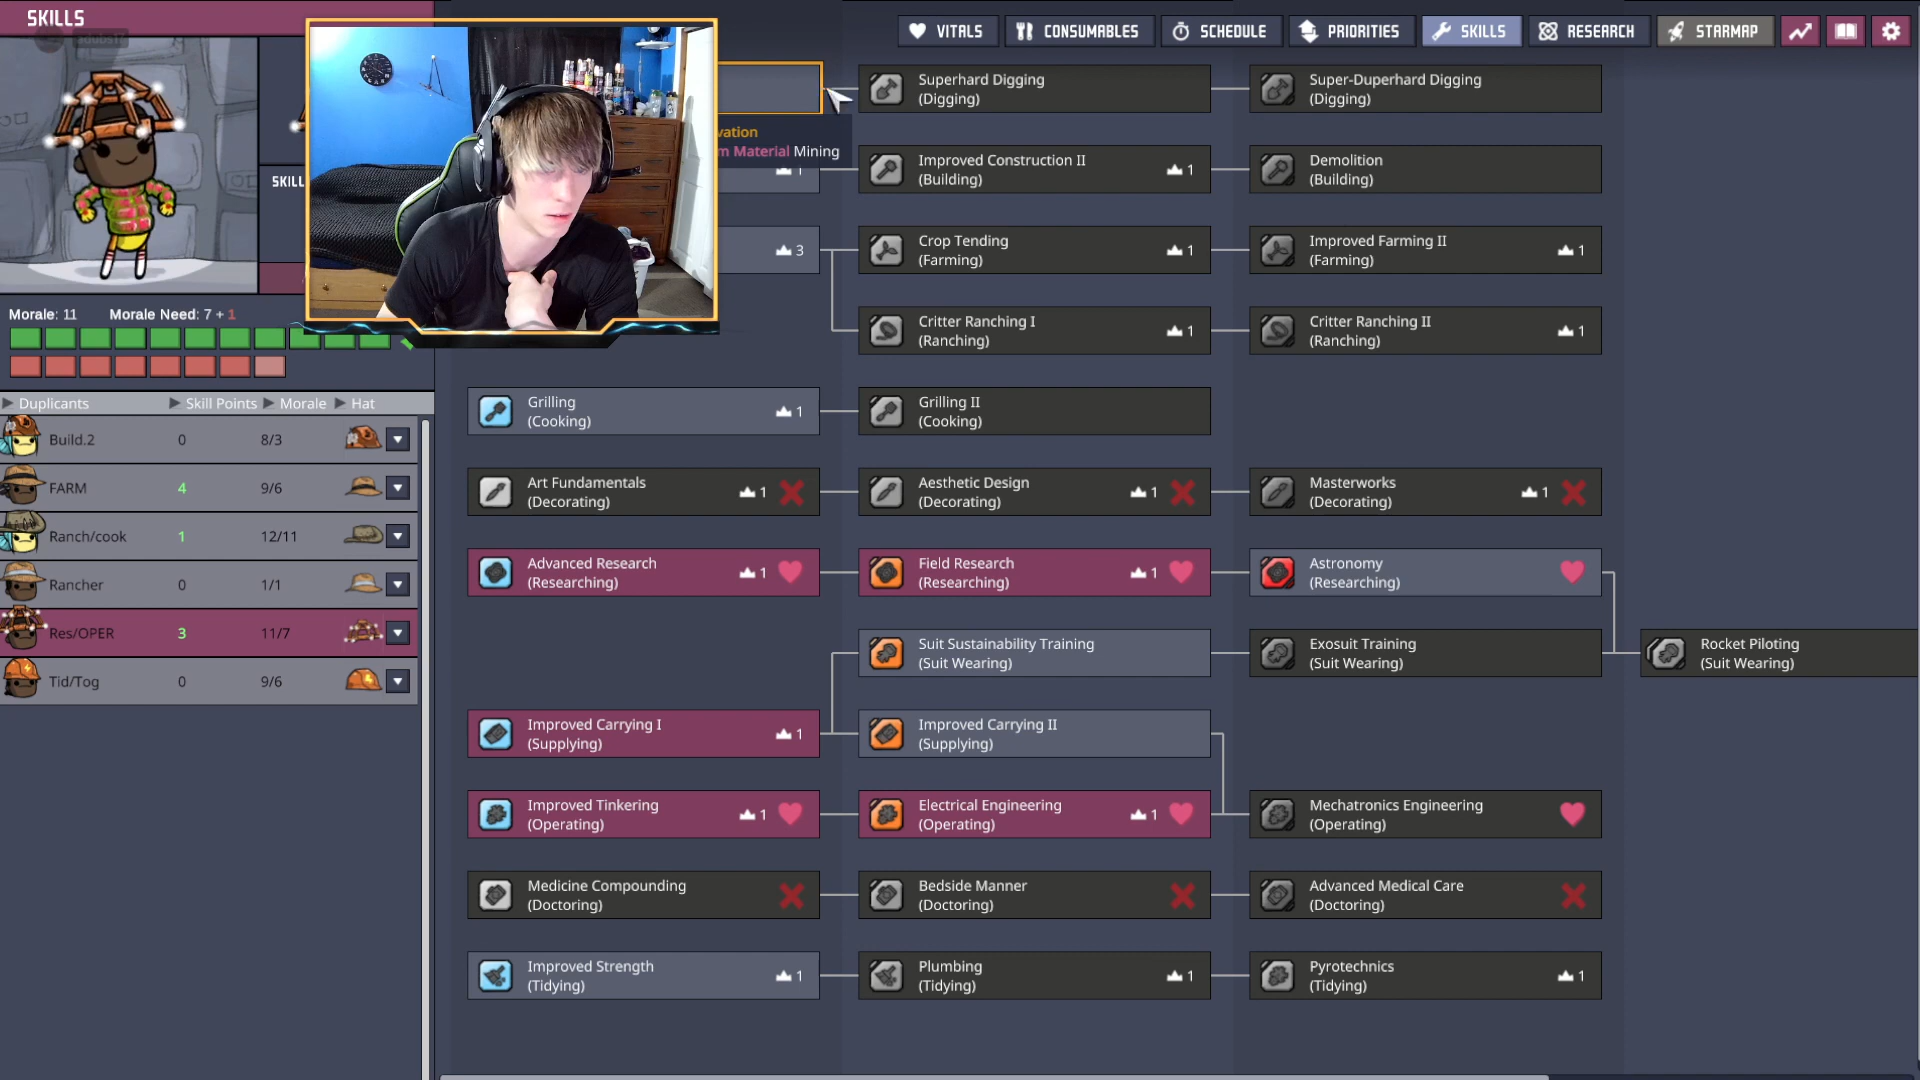 SKILLS
VITALS
CONSUMABLES
SCHEDULE
PRIORITIES
SKILLS
RESEARCH
STARMAP
Superhard Digging
(Digging)
Super-Duperhard Digging
(Digging)
vation
m Material Mining
1
Improved Construction II
(Building)
1
Demolition
(Building)
SKILL
3
Crop Tending
(Farming)
1
Improved Farming II
(Farming)
1
Critter Ranching I
(Ranching)
1
Critter Ranching II
(Ranching)
1
Morale: 11
Morale Need: 7 + 1
Grilling
(Cooking)
1
Grilling II
(Cooking)
Duplicants
Skill Points
Morale
Hat
Build.2
0
8/3
FARM
4
9/6
Ranch/cook
1
12/11
Rancher
0
1/1
Res/OPER
3
11/7
Tid/Tog
0
9/6
Art Fundamentals
(Decorating)
1
Aesthetic Design
(Decorating)
1
Masterworks
(Decorating)
1
Advanced Research
(Researching)
1
Field Research
(Researching)
1
Astronomy
(Researching)
Suit Sustainability Training
(Suit Wearing)
Exosuit Training
(Suit Wearing)
Rocket Piloting
(Suit Wearing)
Improved Carrying I
(Supplying)
1
Improved Carrying II
(Supplying)
Improved Tinkering
(Operating)
1
Electrical Engineering
(Operating)
1
Mechatronics Engineering
(Operating)
Medicine Compounding
(Doctoring)
Bedside Manner
(Doctoring)
Advanced Medical Care
(Doctoring)
Improved Strength
(Tidying)
1
Plumbing
(Tidying)
1
Pyrotechnics
(Tidying)
1